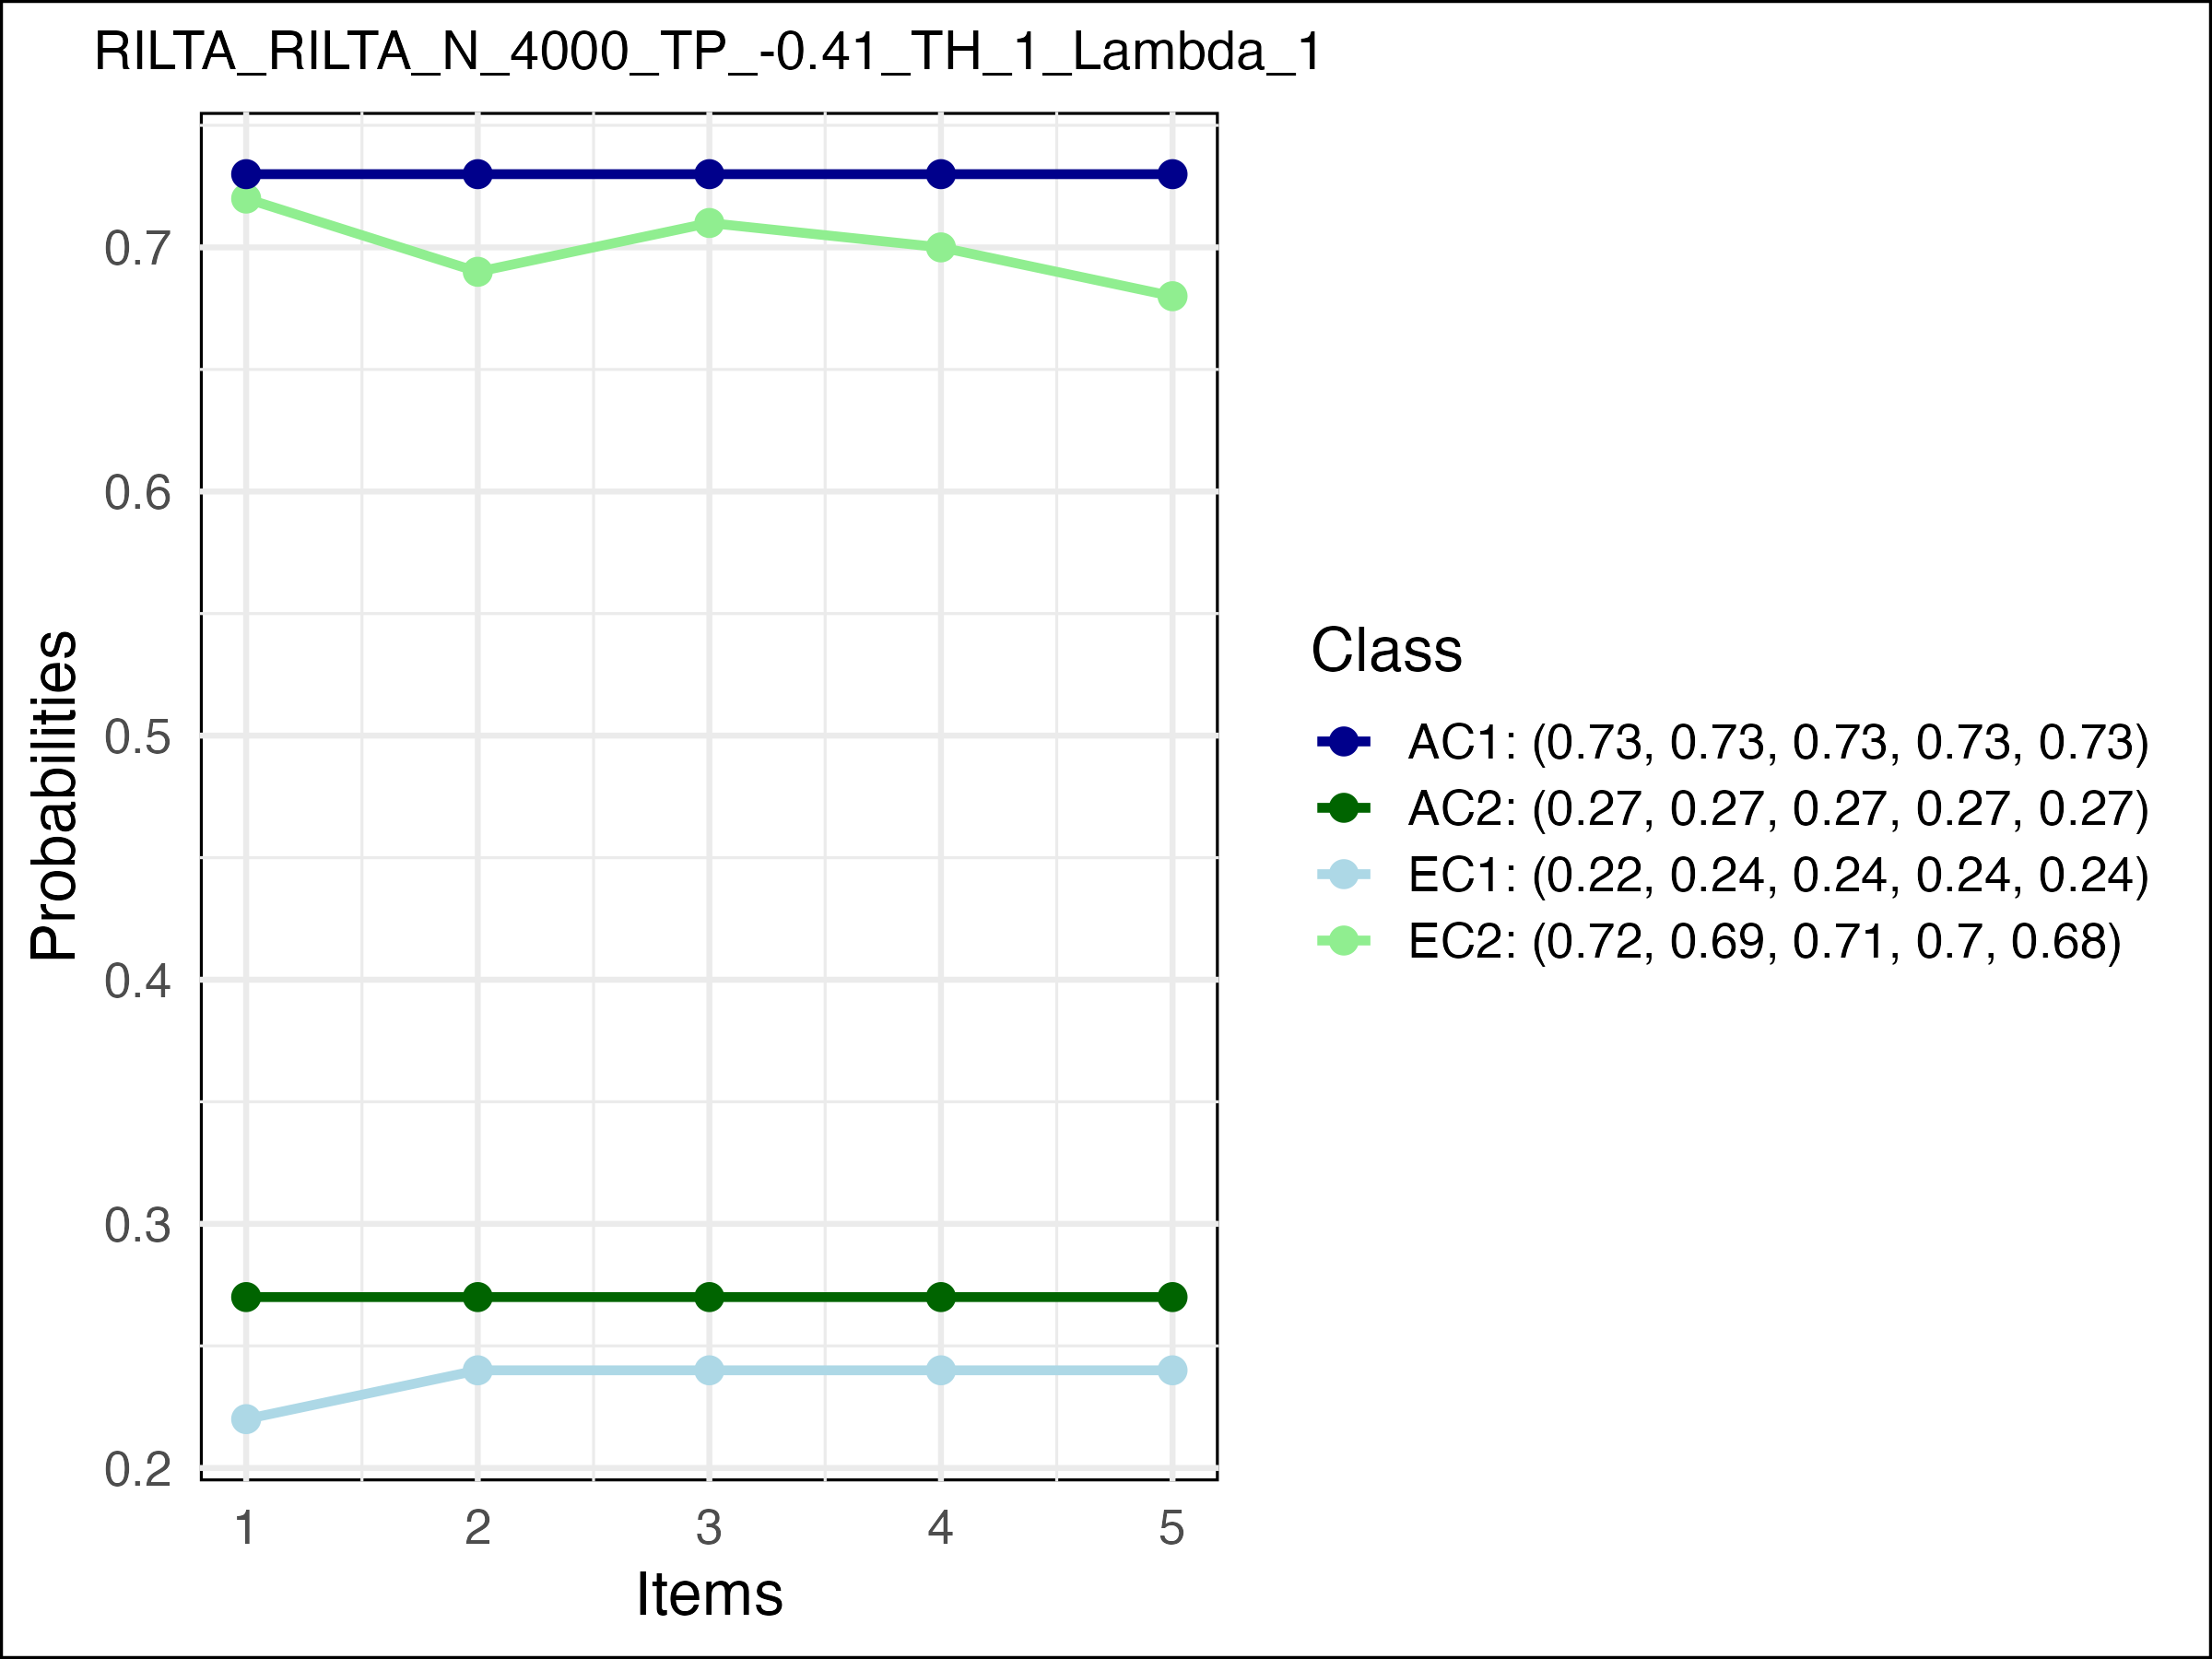 RILTA_RILTA_N_4000_TP_-0.41_TH_1_Lambda_1
Probabilities
0.7
0.6
0.5
0.4
0.3
0.2
1 2 3 4 5
Items
Class
AC1: (0.73, 0.73, 0.73, 0.73, 0.73)
AC2: (0.27, 0.27, 0.27, 0.27, 0.27)
EC1: (0.22, 0.24, 0.24, 0.24, 0.24)
EC2: (0.72, 0.69, 0.71, 0.7, 0.68)